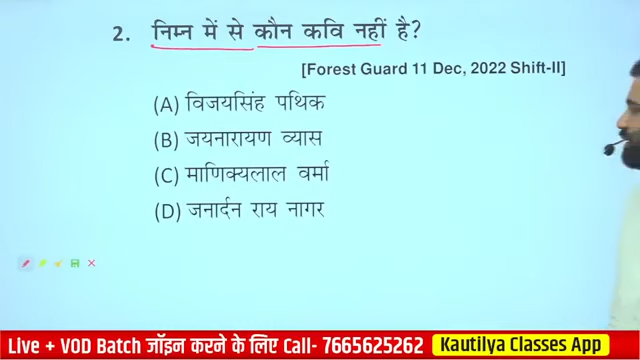 2. निम्न में से कौन कवि नहीं है?
[Forest Guard 11 Dec, 2022 Shift-II]
(A) विजयसिंह पथिक
(B) जयनारायण व्यास
(C) माणिक्यलाल वर्मा
(D) जनार्दन राय नागर
Live + VOD Batch जॉइन करने के लिए Call- 7665625262 Kautilya Classes App